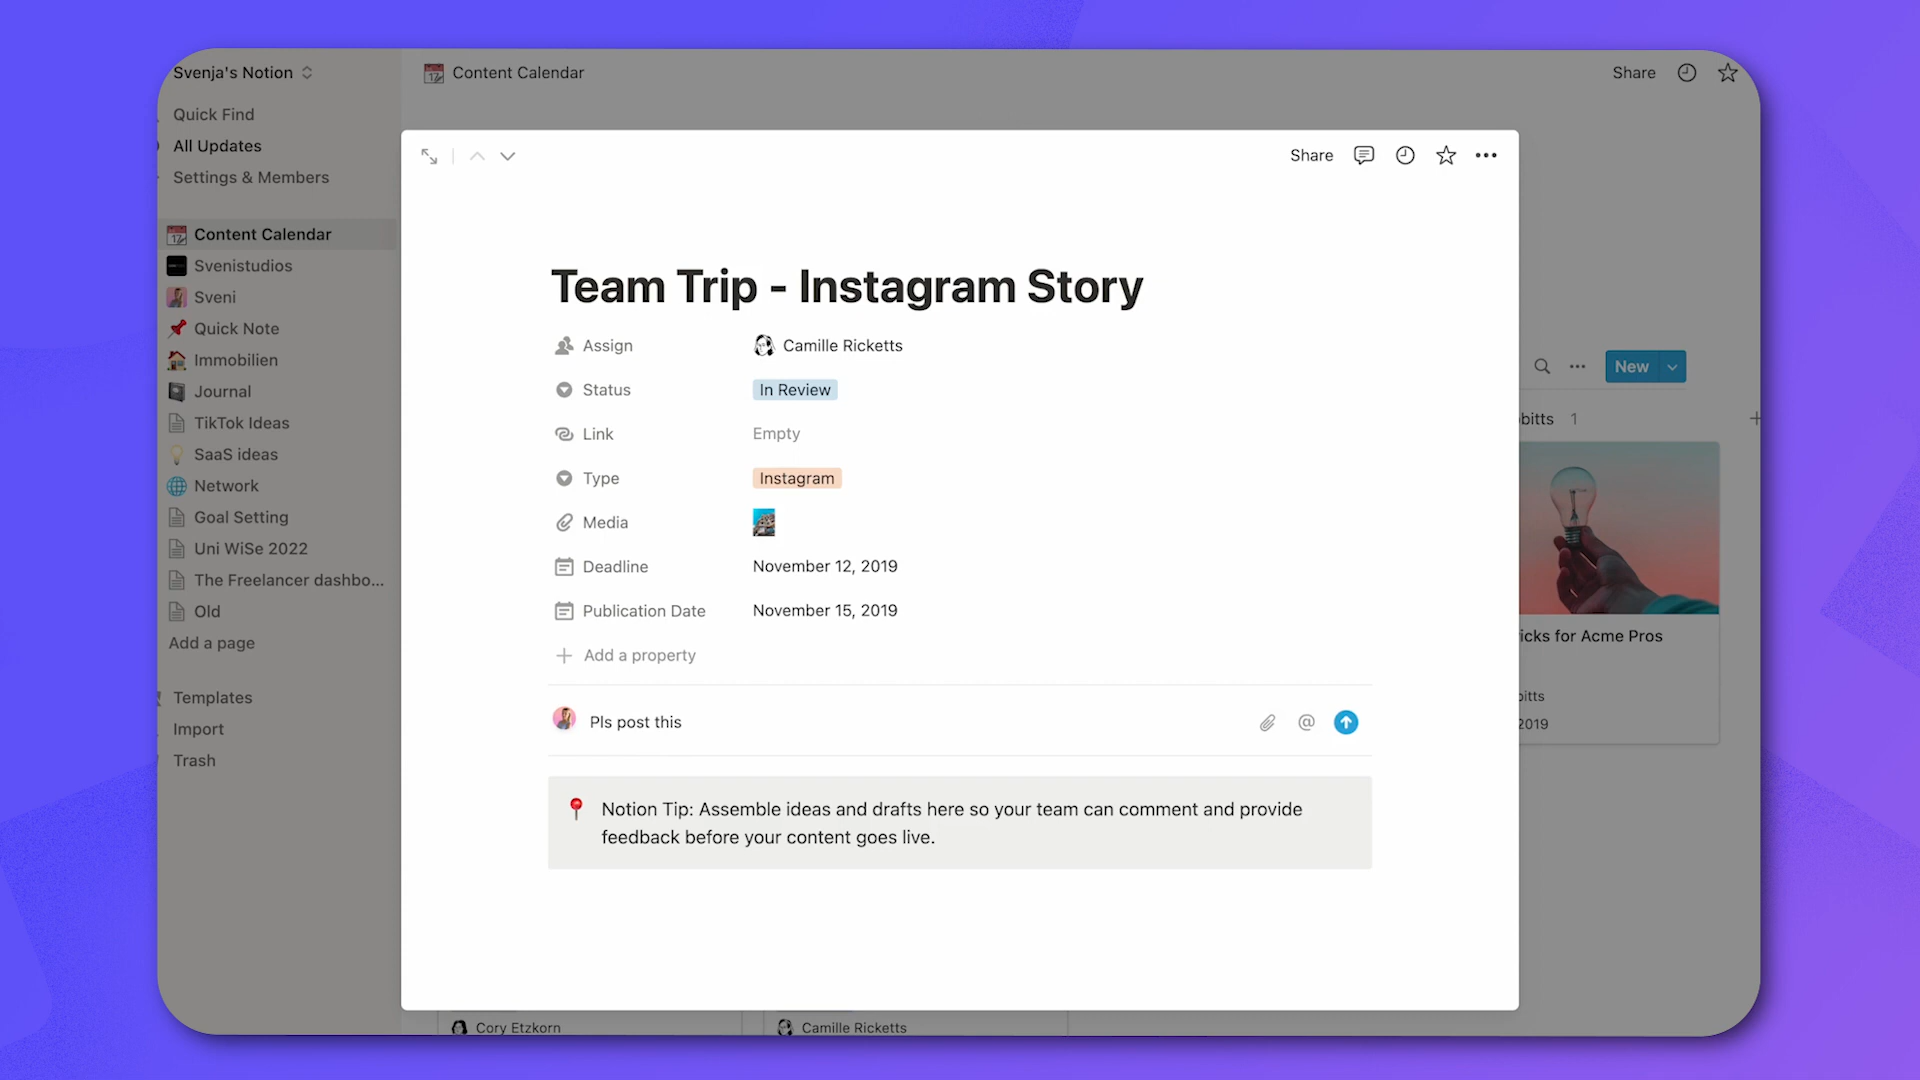 Svenja's Notion
Content Calendar
Share
Quick Find
All Updates
Settings & Members
Content Calendar
Svenistudios
Sveni
Quick Note
Immobilien
Journal
TikTok Ideas
SaaS ideas
Network
Goal Setting
Uni WiSe 2022
The Freelancer dashbo...
Old
Add a page
Templates
Import
Trash
Share
Team Trip - Instagram Story
Assign Camille Ricketts
Status In Review
Link Empty
Type Instagram
Media
Deadline November 12, 2019
Publication Date November 15, 2019
Add a property
Pls post this
@
Notion Tip: Assemble ideas and drafts here so your team can comment and provide
feedback before your content goes live.
New
bitts 1
icks for Acme Pros
itts
2019
Cory Etzkorn
Camille Ricketts